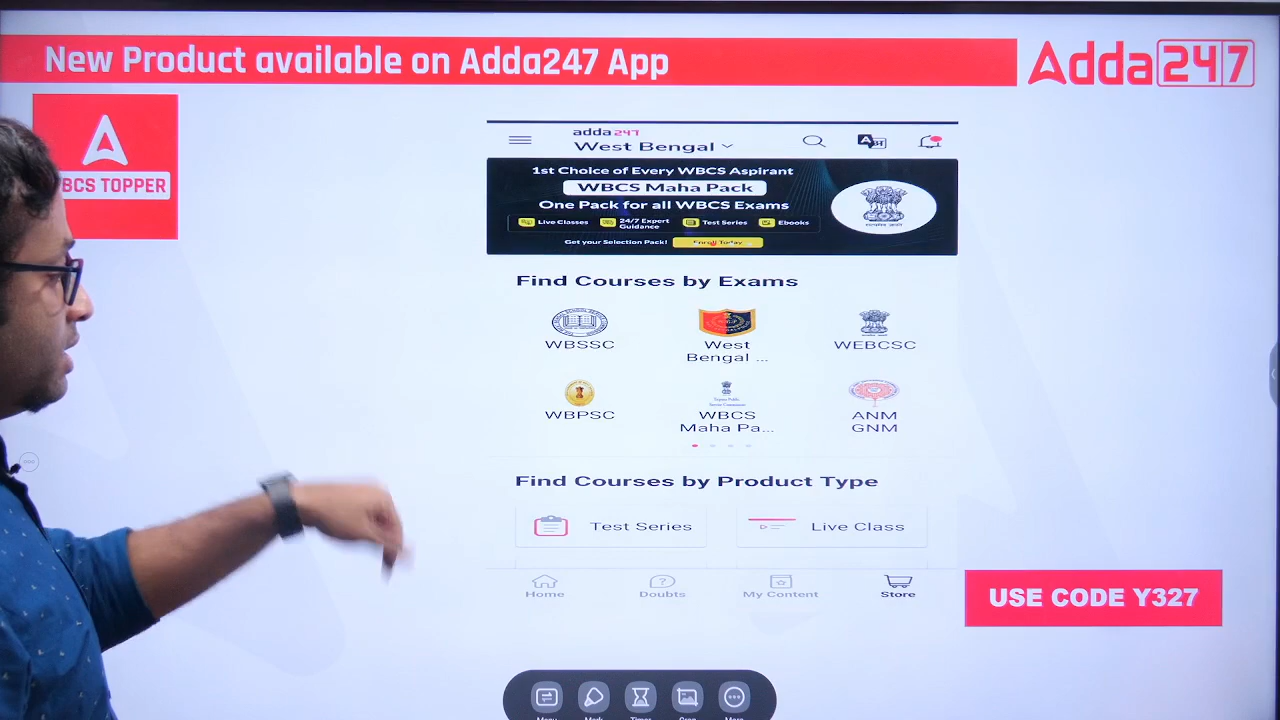 New Product available on Adda247 App
Adda247
BCS TOPPER
adda247
West Bengal
1st Choice of Every WBCS Aspirant
WBCS Maha Pack
One Pack for all WBCS Exams
Live Classes
24/7 Expert
Guidance
Test Series
Ebooks
Get your Selection Pack!
Enroll Today
Find Courses by Exams
WBSSC
West
Bengal ...
WEBCSC
WBPSC
WBCS
Maha Pa...
ANM
GNM
Find Courses by Product Type
Test Series
Live Class
Home
Doubts
My Content
Store
USE CODE Y327